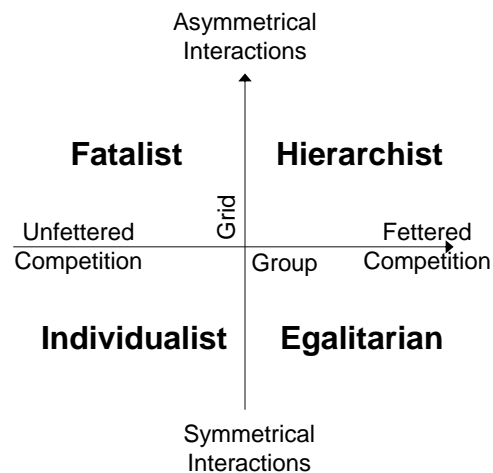 Asymmetrical
Interactions
Fatalist
Hierarchist
Grid
Unfettered
Competition
Group
Fettered
Competition
Individualist
Egalitarian
Symmetrical
Interactions